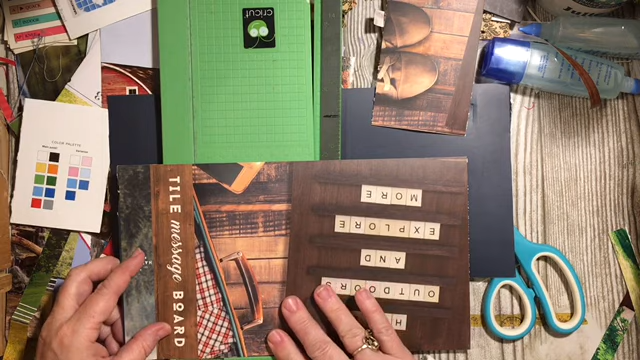 cricut
COLOR PALETTE
TILE message BOARD
OUTDOORS
AND
EXPLORE
MORE